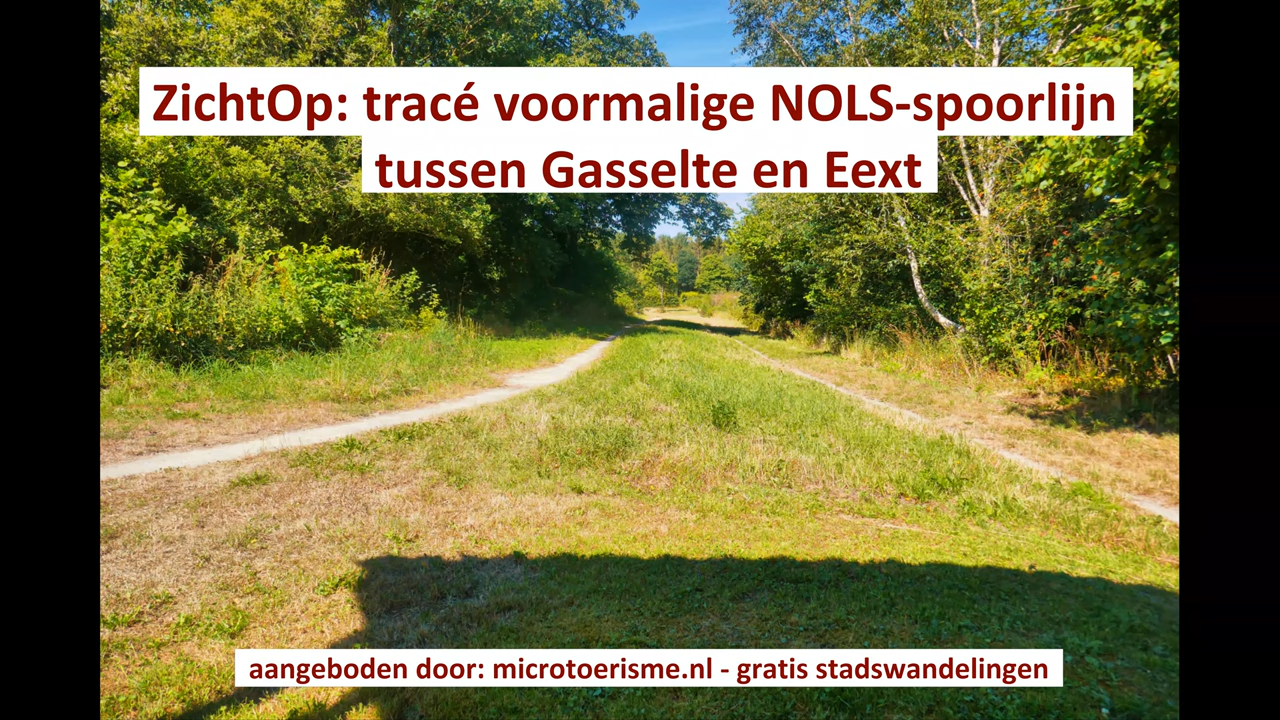 ZichtOp: tracé voormalige NOLS-spoorlijn
tussen Gasselte en Eext
aangeboden door: microtoerisme.nl - gratis stadswandelingen